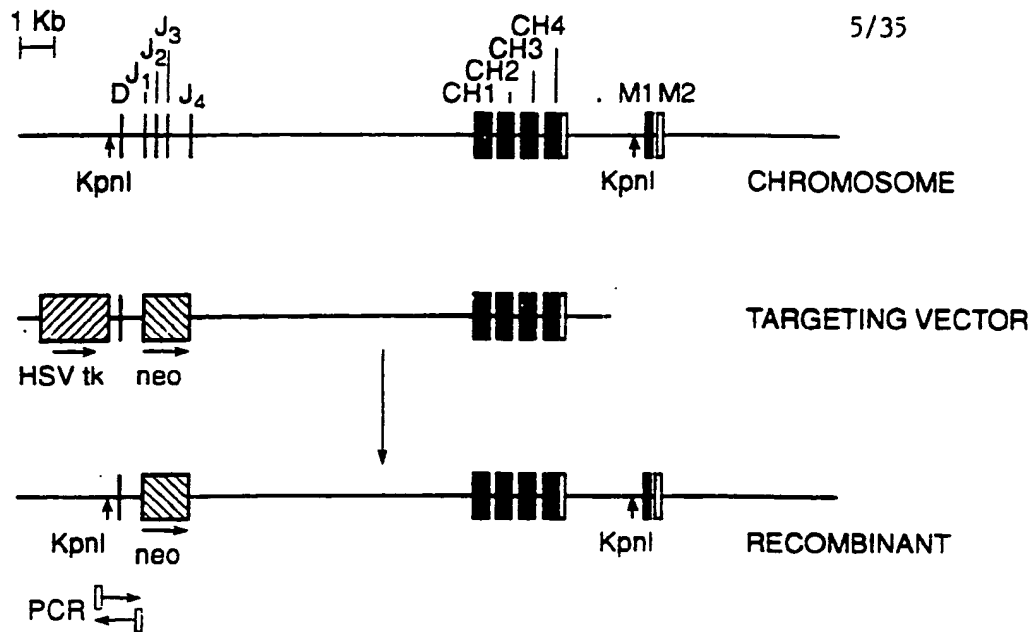 1 Kb
5/35
D J1 J2 J3 J4
CH1 CH2 CH3 CH4
M1 M2
KpnI
KpnI
CHROMOSOME
TARGETING VECTOR
HSV tk
neo
KpnI
neo
KpnI
RECOMBINANT
PCR